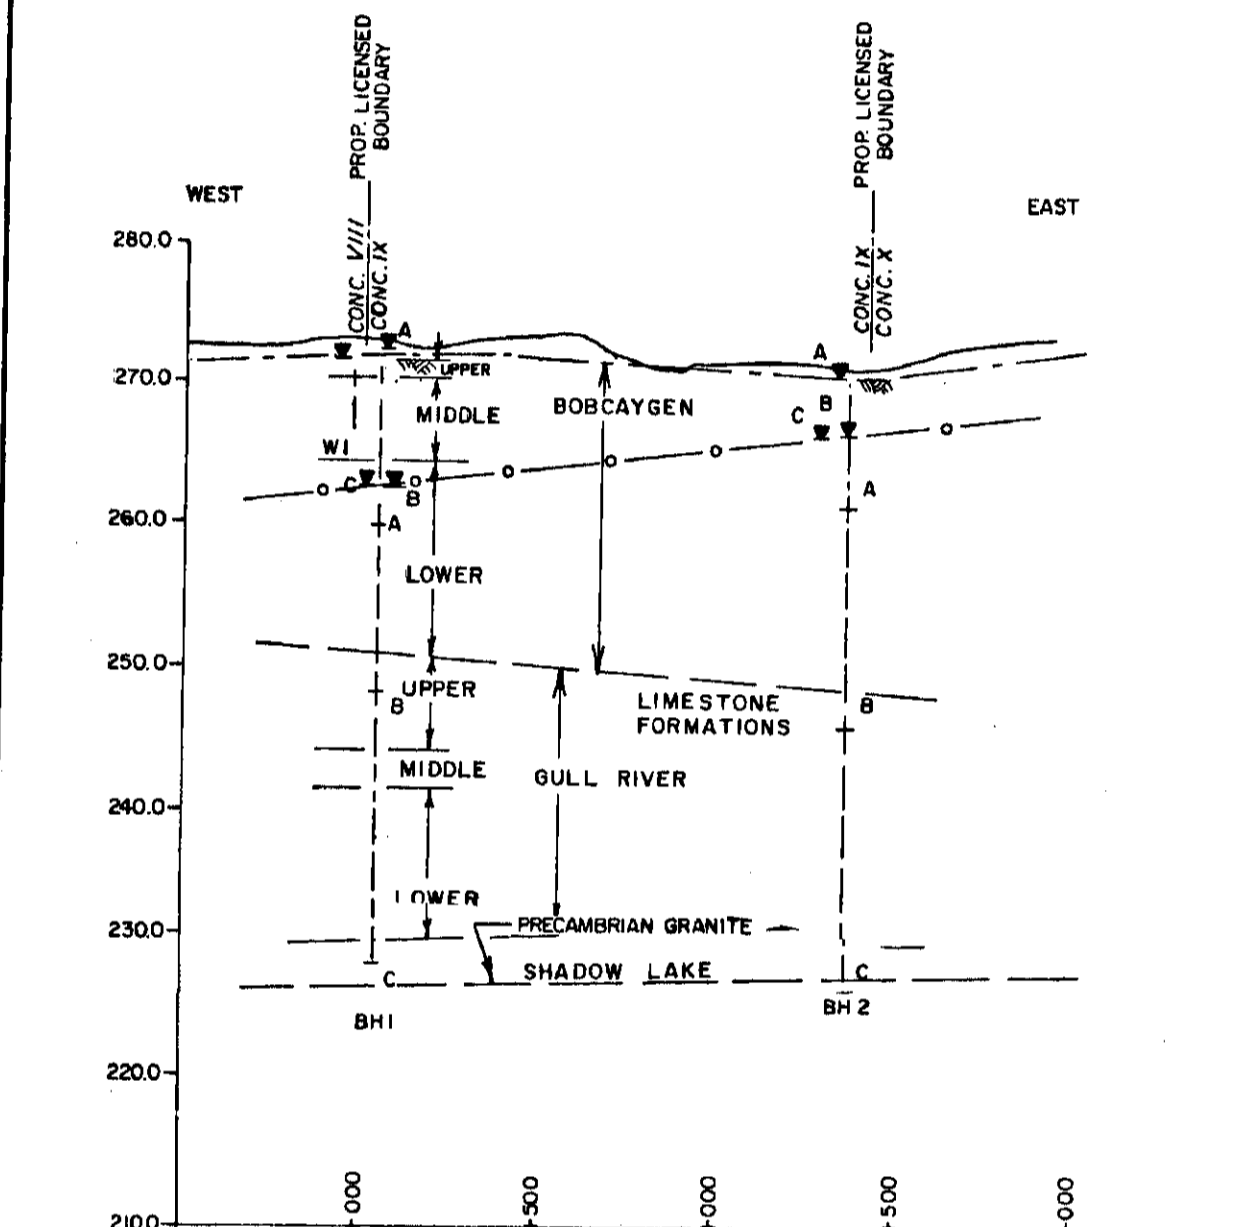 PROP. LICENSED
BOUNDARY
PROP. LICENSED
BOUNDARY
WEST
EAST
280.0
CONC. VIII
CONC. IX
CONC. IX
CONC. X
A
A
UPPER
270.0
MIDDLE
BOBCAYGEN
C
B
W1
C
B
A
260.0
A
LOWER
250.0
UPPER
B
LIMESTONE
FORMATIONS
B
MIDDLE
GULL RIVER
240.0
LOWER
230.0
PRECAMBRIAN GRANITE
SHADOW LAKE
C
C
BH1
BH 2
220.0
210.0
000
500
+000
+500
+000